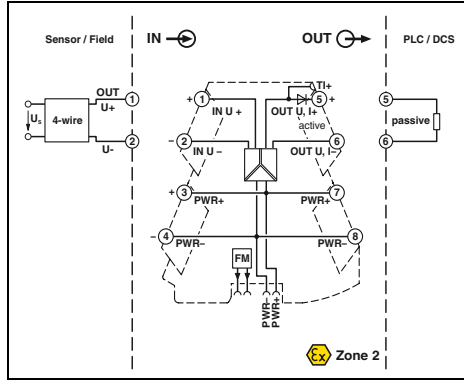 Sensor / Field
IN
OUT
PLC / DCS
OUT
U+
1
+
1
IN U +
TI+
5
+
OUT U, I+
active
5
Us
4-wire
passive
U-
2
−
2
IN U −
6
OUT U, I−
6
+
3
PWR+
7
PWR+
−
4
PWR−
8
PWR−
FM
PWR−
PWR+
Ex
Zone 2